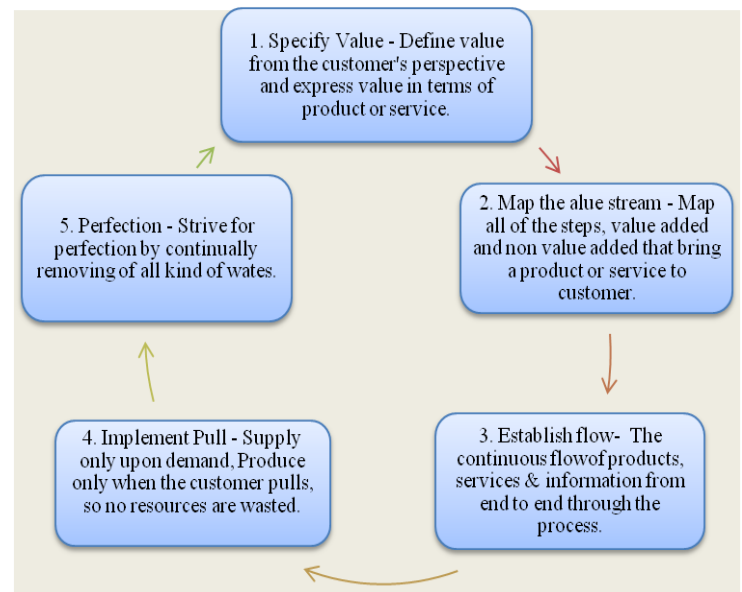 1. Specify Value - Define value
from the customer's perspective
and express value in terms of
product or service.
2. Map the alue stream - Map
all of the steps, value added
and non value added that bring
a product or service to
customer.
3. Establish flow- The
continuous flowof products,
services & information from
end to end through the
process.
4. Implement Pull - Supply
only upon demand, Produce
only when the customer pulls,
so no resources are wasted.
5. Perfection - Strive for
perfection by continually
removing of all kind of wates.